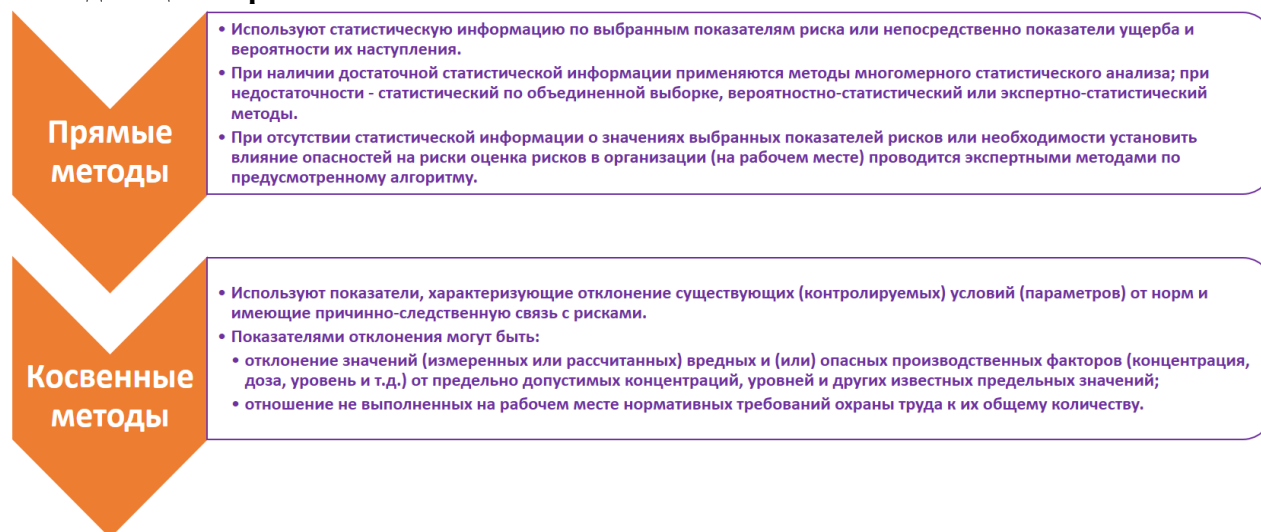 Прямые
методы
• Используют статистическую информацию по выбранным показателям риска или непосредственно показатели ущерба и
вероятности их наступления.
• При наличии достаточной статистической информации применяются методы многомерного статистического анализа; при
недостаточности - статистический по объединенной выборке, вероятностно-статистический или экспертно-статистический
методы.
• При отсутствии статистической информации о значениях выбранных показателей рисков или необходимости установить
влияние опасностей на риски оценка рисков в организации (на рабочем месте) проводится экспертными методами по
предусмотренному алгоритму.
Косвенные
методы
• Используют показатели, характеризующие отклонение существующих (контролируемых) условий (параметров) от норм и
имеющие причинно-следственную связь с рисками.
• Показателями отклонения могут быть:
• отклонение значений (измеренных или рассчитанных) вредных и (или) опасных производственных факторов (концентрация,
доза, уровень и т.д.) от предельно допустимых концентраций, уровней и других известных предельных значений;
• отношение не выполненных на рабочем месте нормативных требований охраны труда к их общему количеству.